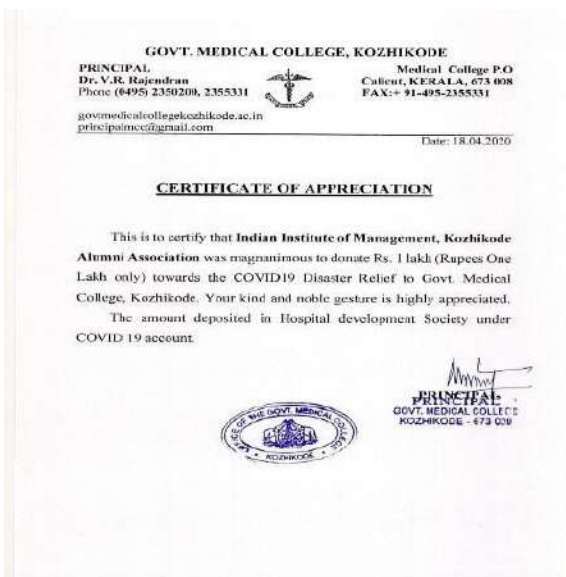 GOVT. MEDICAL COLLEGE, KOZHIKODE
PRINCIPAL
Dr. V.R. Rajendran
Phone (0495) 2350200, 2355331
Medical College P.O
Calicut, KERALA, 673 008
FAX:+ 91-495-2355331
govtmedicalcollegekozhikode.ac.in
principalmcc@gmail.com
Date: 18.04.2020
CERTIFICATE OF APPRECIATION
This is to certify that Indian Institute of Management, Kozhikode
Alumni Association was magnanimous to donate Rs. 1 lakh (Rupees One
Lakh only) towards the COVID19 Disaster Relief to Govt. Medical
College, Kozhikode. Your kind and noble gesture is highly appreciated.
The amount deposited in Hospital development Society under
COVID 19 account
PRINCIPAL
PRINCIPAL
GOVT. MEDICAL COLLEGE
KOZHIKODE - 673 008
OFFICE OF THE GOVT. MEDICAL COLLEGE
KOZHIKODE